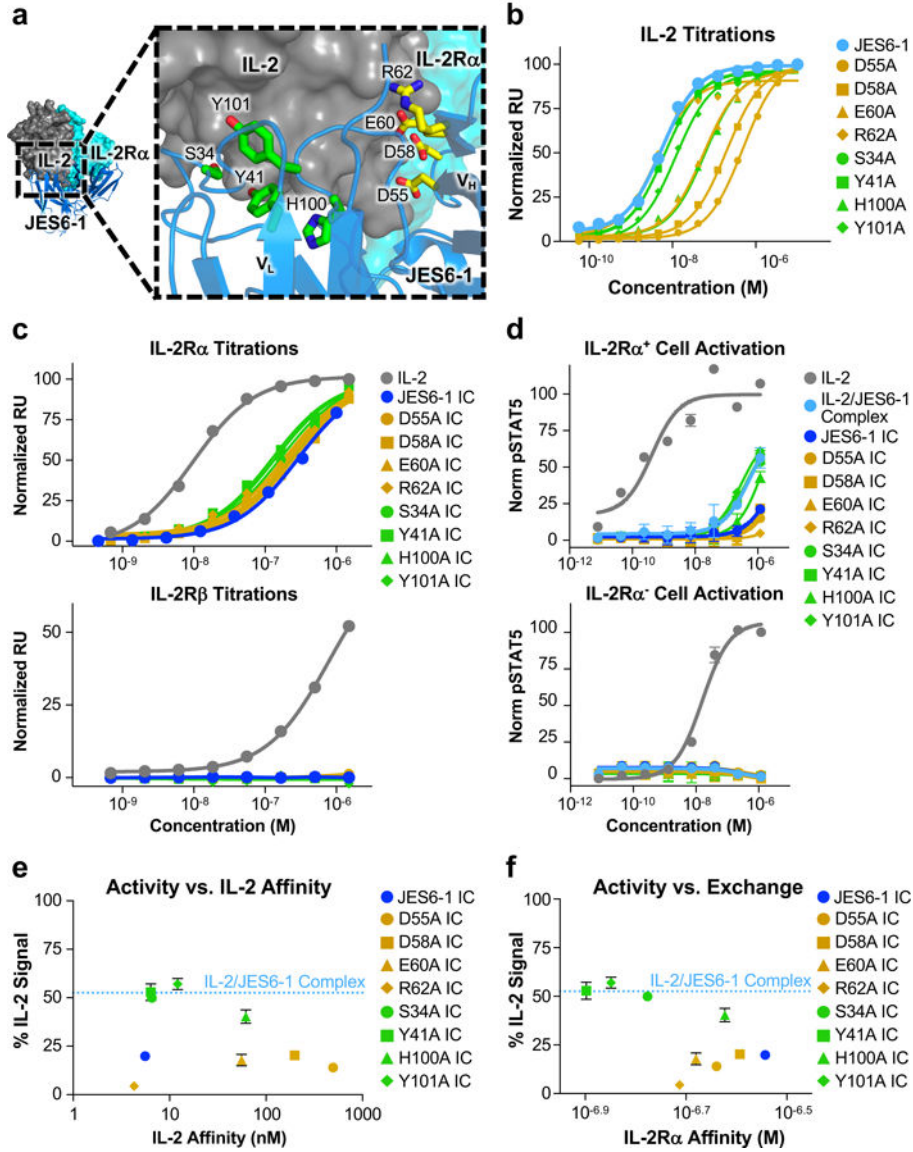 a
IL-2
IL-2Rα
JES6-1
IL-2
IL-2Rα
R62
Y101
E60
S34
D58
Y41
D55
H100
VH
VL
JES6-1
b
IL-2 Titrations
Normalized RU
100
75
50
25
0
10-10
10-8
10-6
Concentration (M)
JES6-1
D55A
D58A
E60A
R62A
S34A
Y41A
H100A
Y101A
c
IL-2Rα Titrations
Normalized RU
100
75
50
25
0
10-9
10-8
10-7
10-6
IL-2
JES6-1 IC
D55A IC
D58A IC
E60A IC
R62A IC
S34A IC
Y41A IC
H100A IC
Y101A IC
IL-2Rβ Titrations
Normalized RU
50
25
0
10-9
10-8
10-7
10-6
Concentration (M)
d
IL-2Rα+ Cell Activation
Norm pSTAT5
100
75
50
25
0
10-12
10-10
10-8
10-6
IL-2
IL-2/JES6-1
Complex
JES6-1 IC
D55A IC
D58A IC
E60A IC
R62A IC
S34A IC
Y41A IC
H100A IC
Y101A IC
IL-2Rα- Cell Activation
Norm pSTAT5
100
75
50
25
0
10-12
10-10
10-8
10-6
Concentration (M)
e
Activity vs. IL-2 Affinity
% IL-2 Signal
100
75
50
25
0
IL-2/JES6-1 Complex
1
10
100
1000
IL-2 Affinity (nM)
JES6-1 IC
D55A IC
D58A IC
E60A IC
R62A IC
S34A IC
Y41A IC
H100A IC
Y101A IC
f
Activity vs. Exchange
% IL-2 Signal
100
75
50
25
0
IL-2/JES6-1 Complex
10-6.9
10-6.7
10-6.5
IL-2Rα Affinity (M)
JES6-1 IC
D55A IC
D58A IC
E60A IC
R62A IC
S34A IC
Y41A IC
H100A IC
Y101A IC